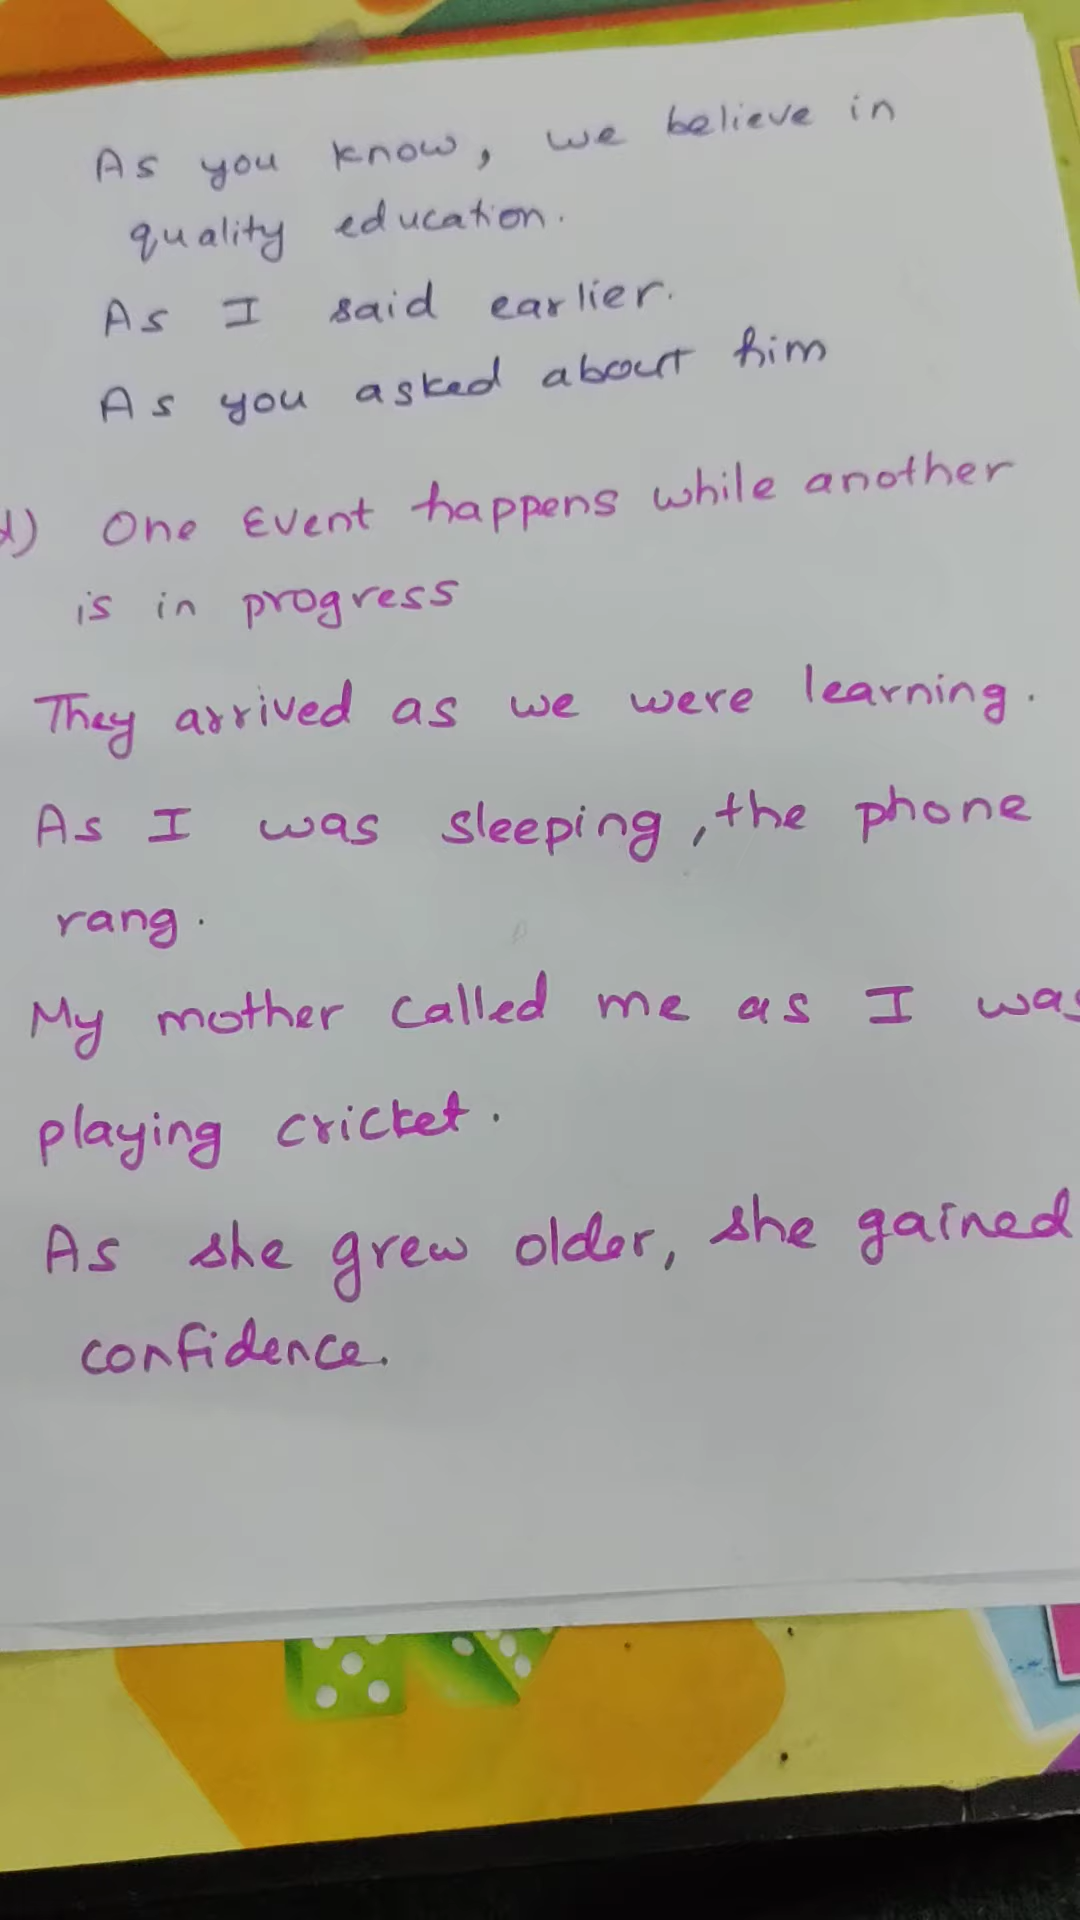 As you know, we believe in
quality education.
As I said earlier.
As you asked about him
d) One Event happens while another
is in progress
They arrived as we were learning.
As I was sleeping, the phone
rang.
My mother called me as I was
playing cricket.
As she grew older, she gained
confidence.